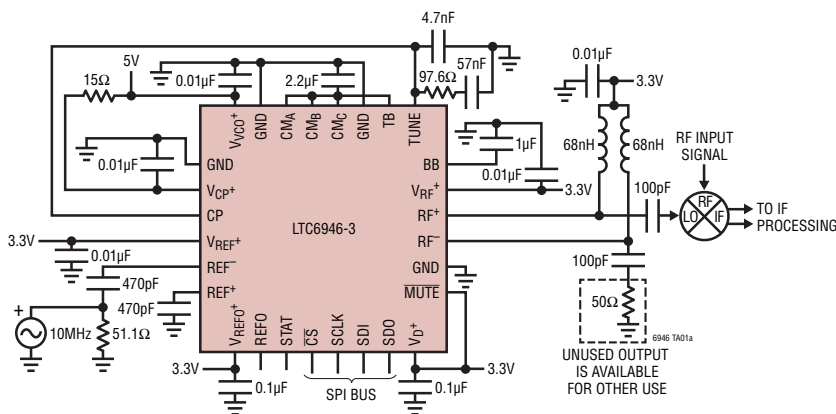 4.7nF
0.01µF
5V
57nF
15Ω
0.01µF
2.2µF
97.6Ω
3.3V
V_VCO+
GND
CM_A
CM_B
CM_C
GND
TB
TUNE
68nH
68nH
RF INPUT
SIGNAL
GND
BB
1µF
0.01µF
0.01µF
V_CP+
V_RF+
3.3V
100pF
CP
LTC6946-3
RF+
LO
RF
IF
TO IF
PROCESSING
3.3V
V_REF+
RF–
0.01µF
REF–
GND
100pF
470pF
REF+
MUTE
470pF
50Ω
+
10MHz
51.1Ω
V_REFO+
REFO
STAT
CS
SCLK
SDI
SDO
V_D+
6946 TA01a
3.3V
3.3V
UNUSED OUTPUT
IS AVAILABLE
FOR OTHER USE
0.1µF
SPI BUS
0.1µF